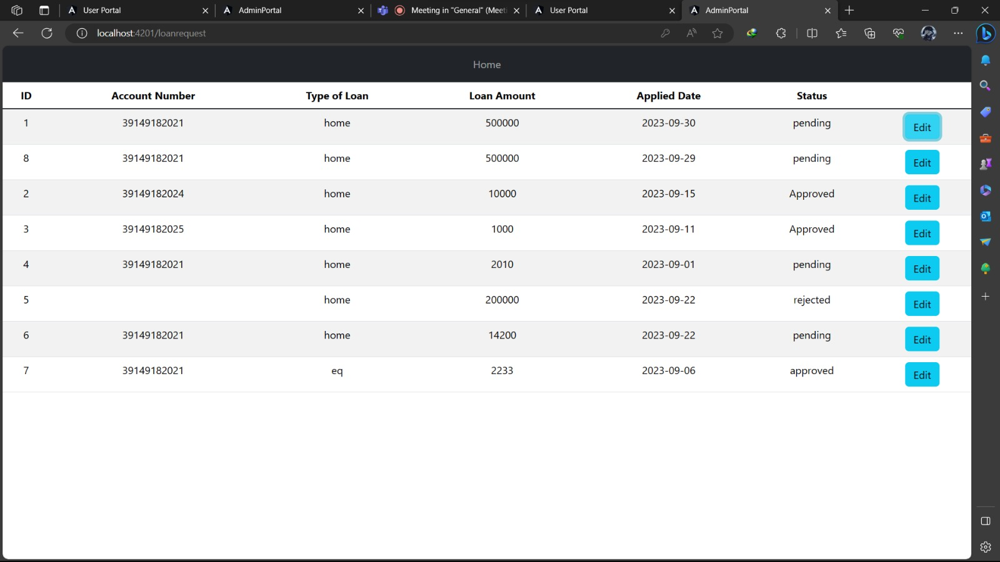 User Portal
AdminPortal
Meeting in "General" (Meeti
User Portal
AdminPortal
localhost:4201/loanrequest
Home
ID Account Number Type of Loan Loan Amount Applied Date Status
1 39149182021 home 500000 2023-09-30 pending Edit
8 39149182021 home 500000 2023-09-29 pending Edit
2 39149182024 home 10000 2023-09-15 Approved Edit
3 39149182025 home 1000 2023-09-11 Approved Edit
4 39149182021 home 2010 2023-09-01 pending Edit
5 home 200000 2023-09-22 rejected Edit
6 39149182021 home 14200 2023-09-22 pending Edit
7 39149182021 eq 2233 2023-09-06 approved Edit